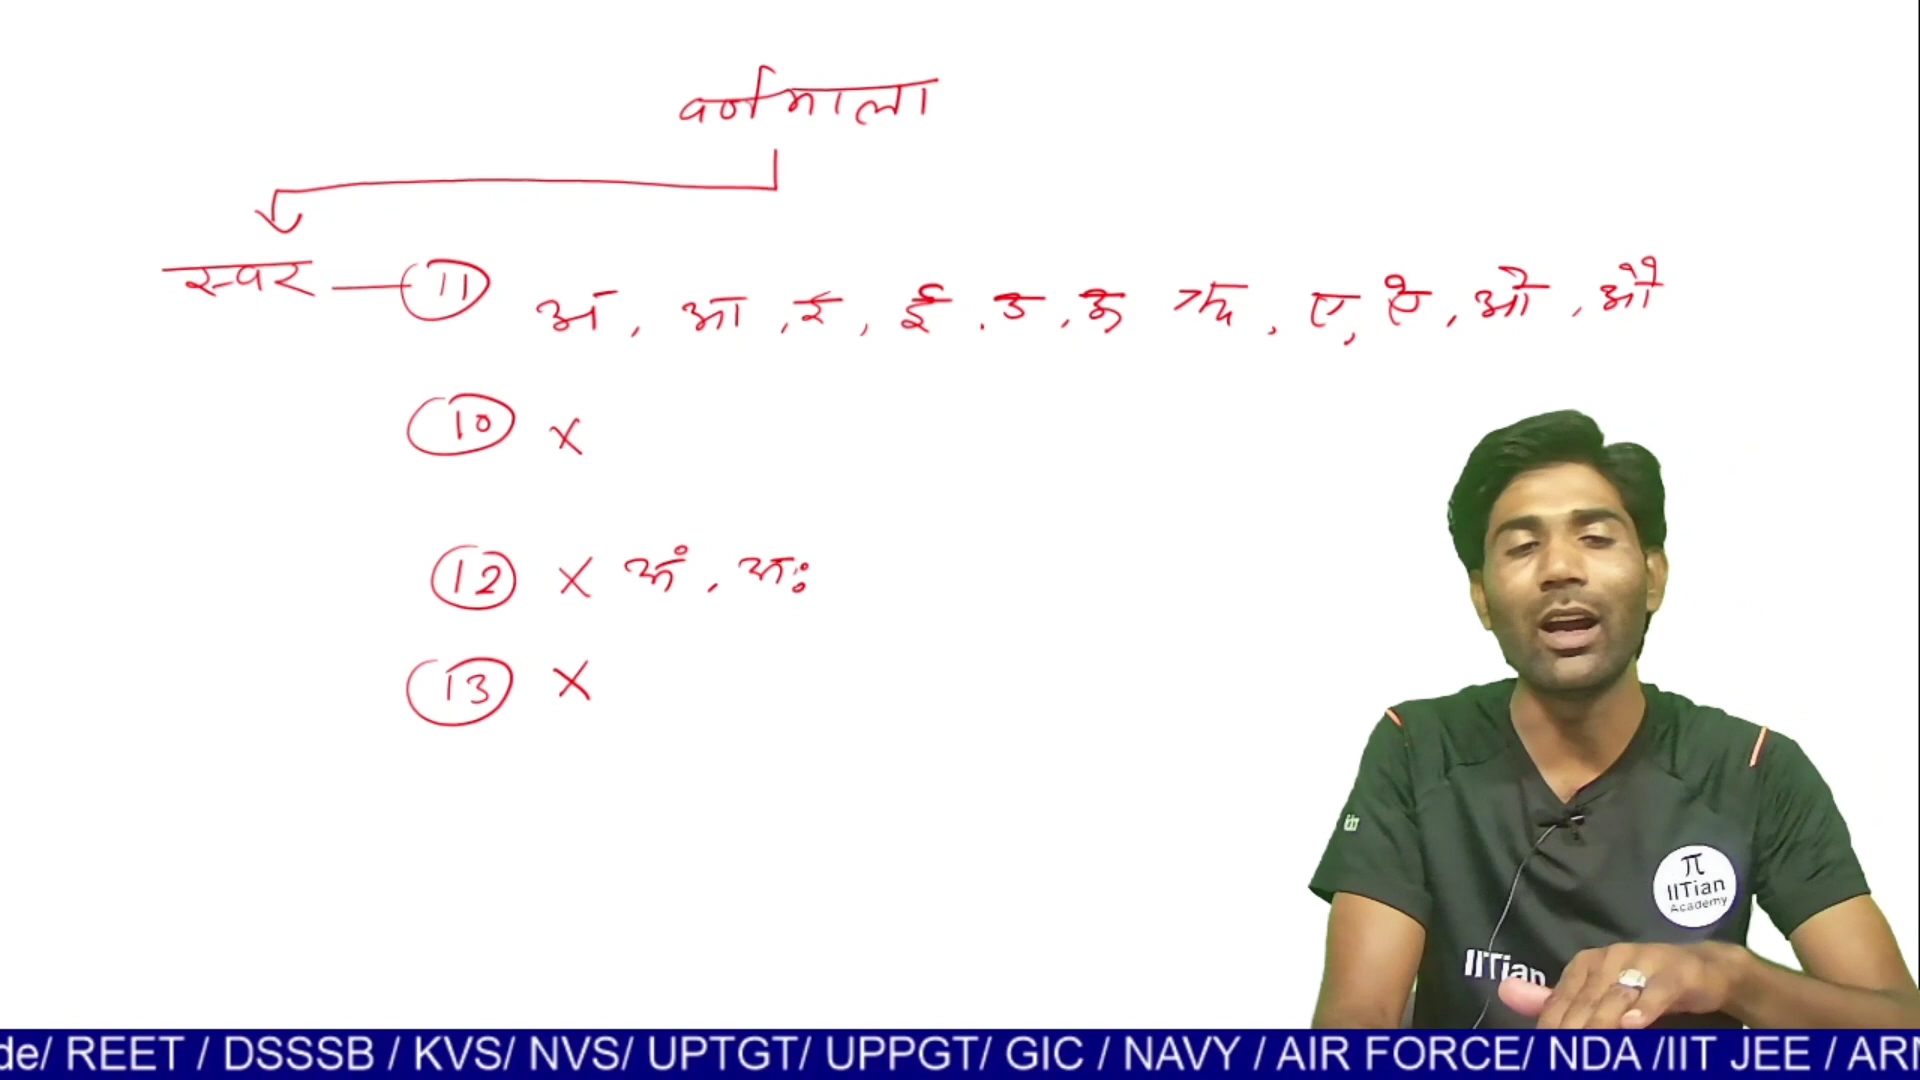 वर्णमाला
स्वर — 11 अ, आ, इ, ई, उ, ऊ ऋ, ए, ऐ, ओ, औ
10 X
12 X अं, अः
13 X
π
IITian
Academy
IITian
de/ REET / DSSSB / KVS/ NVS/ UPTGT/ UPPGT/ GIC / NAVY / AIR FORCE/ NDA /IIT JEE / ARM